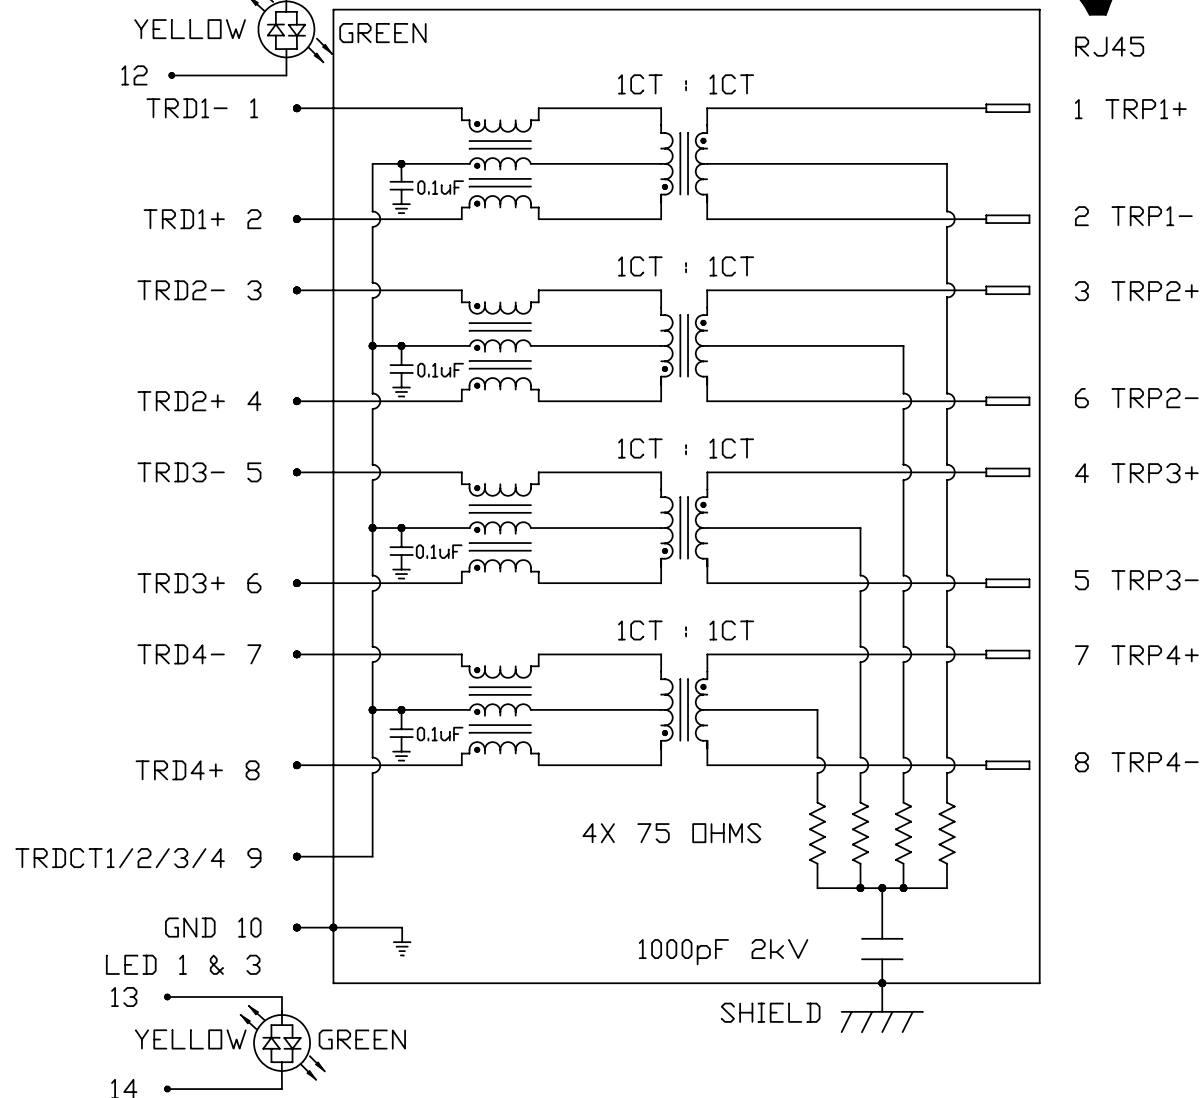 YELLOW GREEN
RJ45
12
1CT : 1CT
TRD1- 1
1 TRP1+
0.1uF
TRD1+ 2
2 TRP1-
1CT : 1CT
TRD2- 3
3 TRP2+
0.1uF
TRD2+ 4
6 TRP2-
1CT : 1CT
TRD3- 5
4 TRP3+
0.1uF
TRD3+ 6
5 TRP3-
1CT : 1CT
TRD4- 7
7 TRP4+
0.1uF
TRD4+ 8
8 TRP4-
4X 75 OHMS
TRDCT1/2/3/4 9
GND 10
1000pF 2kV
LED 1 & 3
13
SHIELD
YELLOW GREEN
14